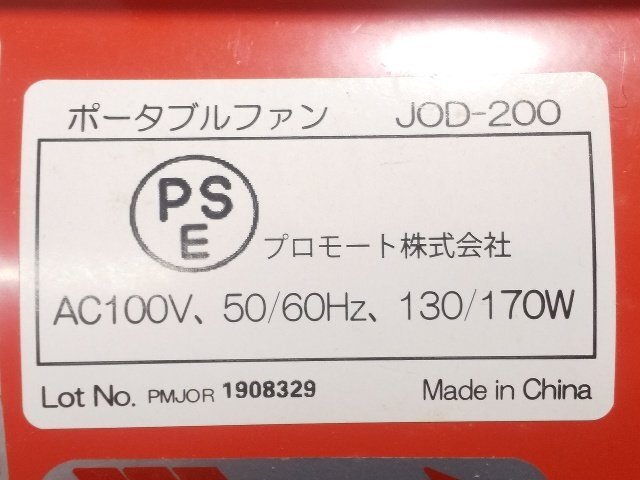 ポータブルファン JOD-200
PS
E
プロモート株式会社
AC100V、50/60Hz、130/170W
Lot No. PMJOR 1908329 Made in China